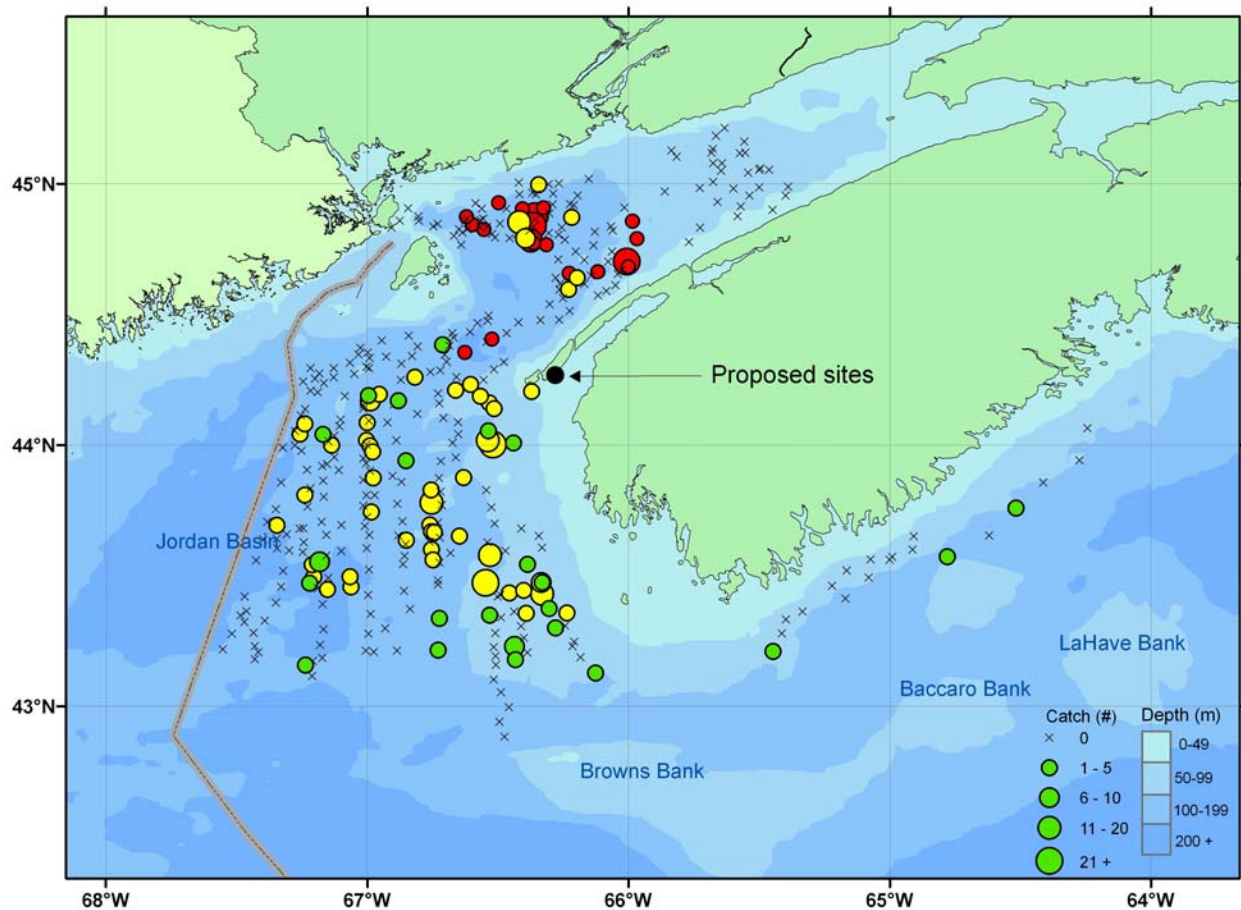 45°N
44°N
43°N
Proposed sites
Jordan Basin
LaHave Bank
Baccaro Bank
Browns Bank
Catch (#)
0
1 - 5
6 - 10
11 - 20
21 +
Depth (m)
0-49
50-99
100-199
200 +
68°W 67°W 66°W 65°W 64°W